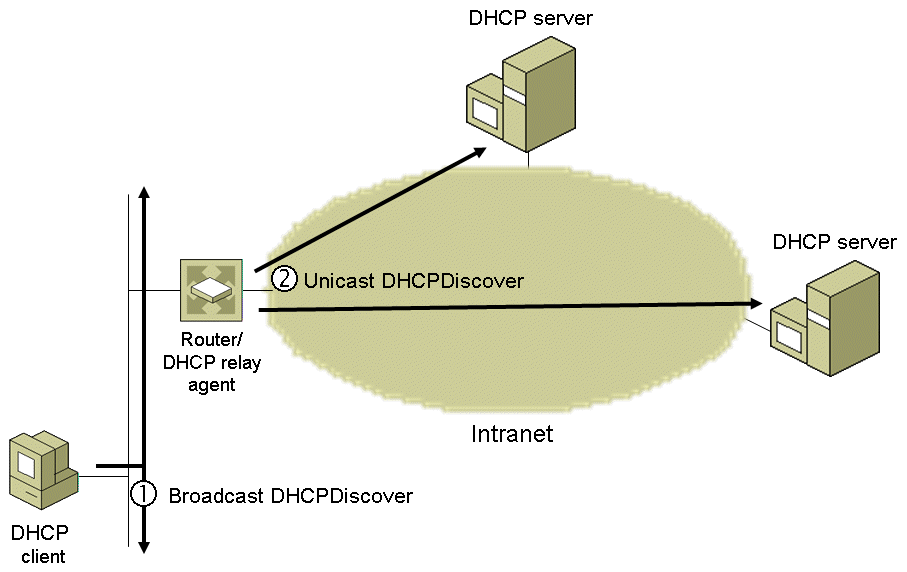 DHCP server
DHCP server
② Unicast DHCPDiscover
Router/
DHCP relay
agent
Intranet
① Broadcast DHCPDiscover
DHCP
client